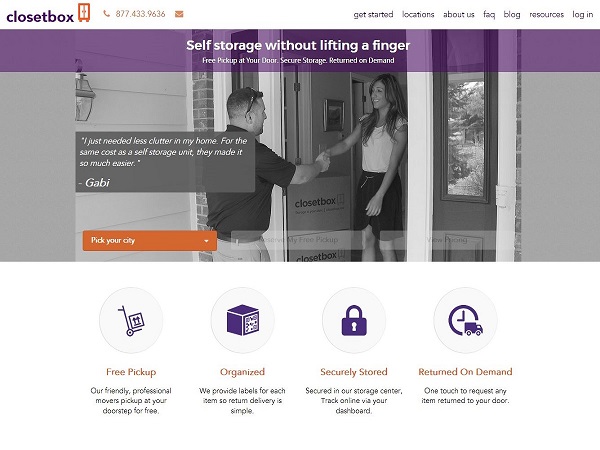 closetbox
877.433.9636
get started locations about us faq blog resources log in
Self storage without lifting a finger
Free Pickup at Your Door. Secure Storage. Returned on Demand
"I just needed less clutter in my home. For the
same cost as a self storage unit, they made it
so much easier."
- Gabi
closetbox
closetbox
Pick your city
Reserve My Free Pickup
View Pricing
Free Pickup
Our friendly, professional
movers pickup at your
doorstep for free.
Organized
We provide labels for each
item so return delivery is
simple.
Securely Stored
Secured in our storage center,
Track online via your
dashboard.
Returned On Demand
One touch to request any
item returned to your door.